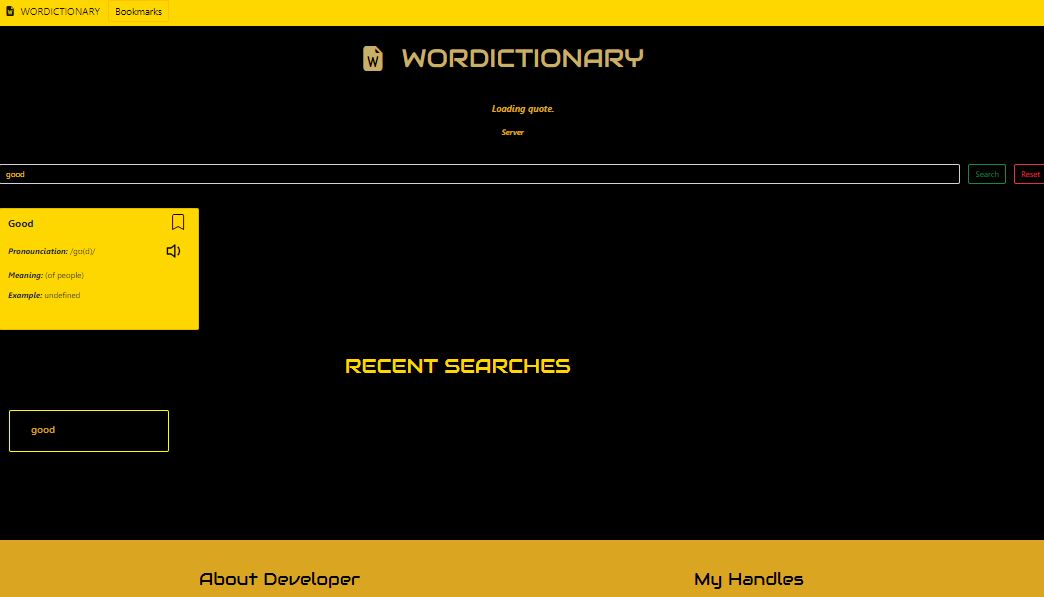 WORDICTIONARY Bookmarks
WORDICTIONARY
Loading quote.
Server
good Search Reset
Good
Pronounciation: /ɡo(d)/
Meaning: (of people)
Example: undefined
RECENT SEARCHES
good
About Developer My Handles